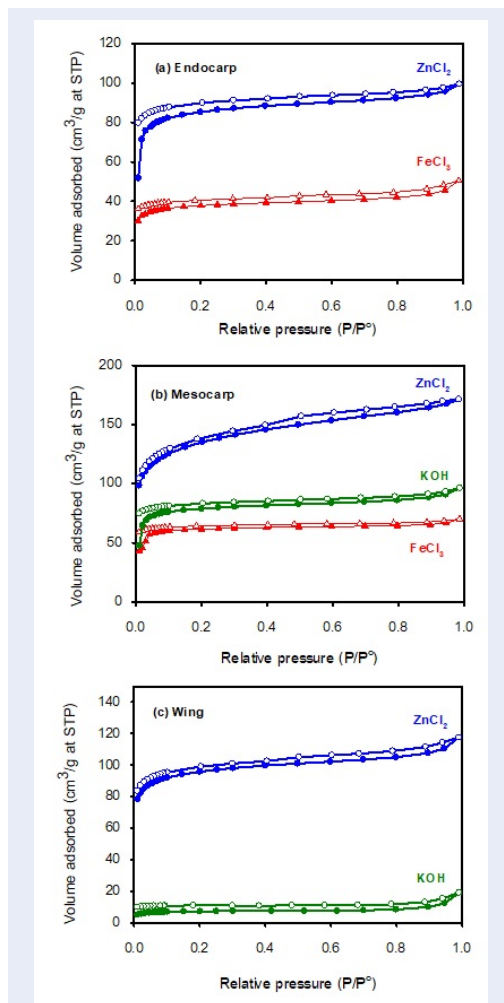 120
(a) Endocarp
ZnCl₂
100
80
60
FeCl₃
40
20
0
Volume adsorbed (cm³/g at STP)
0.0 0.2 0.4 0.6 0.8 1.0
Relative pressure (P/P°)
200
(b) Mesocarp
ZnCl₂
150
100
KOH
50
FeCl₃
0
Volume adsorbed (cm³/g at STP)
0.0 0.2 0.4 0.6 0.8 1.0
Relative pressure (P/P°)
140
(c) Wing
ZnCl₂
120
100
80
60
40
KOH
20
0
Volume adsorbed (cm³/g at STP)
0.0 0.2 0.4 0.6 0.8 1.0
Relative pressure (P/P°)